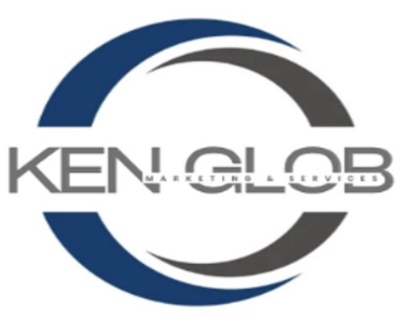 KEN GLOB
MARKETING & SERVICES